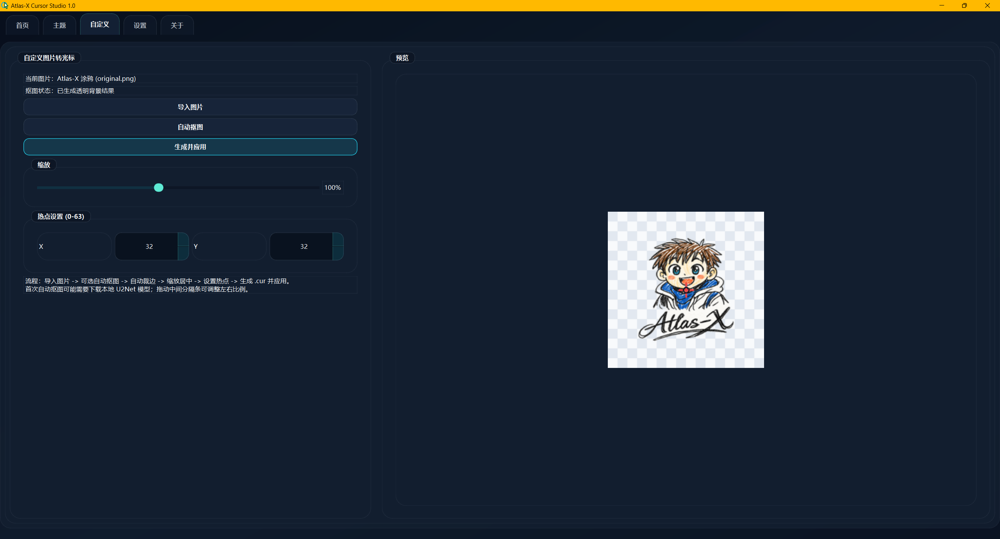 Atlas-X Cursor Studio 1.0
首页
主题
自定义
设置
关于
自定义图片转光标
当前图片：Atlas-X 涂鸦 (original.png)
抠图状态：已生成透明背景结果
导入图片
自动抠图
生成并应用
缩放
100%
热点设置 (0-63)
X
32
Y
32
流程：导入图片 -> 可选自动抠图 -> 自动裁边 -> 缩放居中 -> 设置热点 -> 生成 .cur 并应用。
首次自动抠图可能需要下载本地 U2Net 模型；拖动中间分隔条可调整左右比例。
预览
Atlas-X